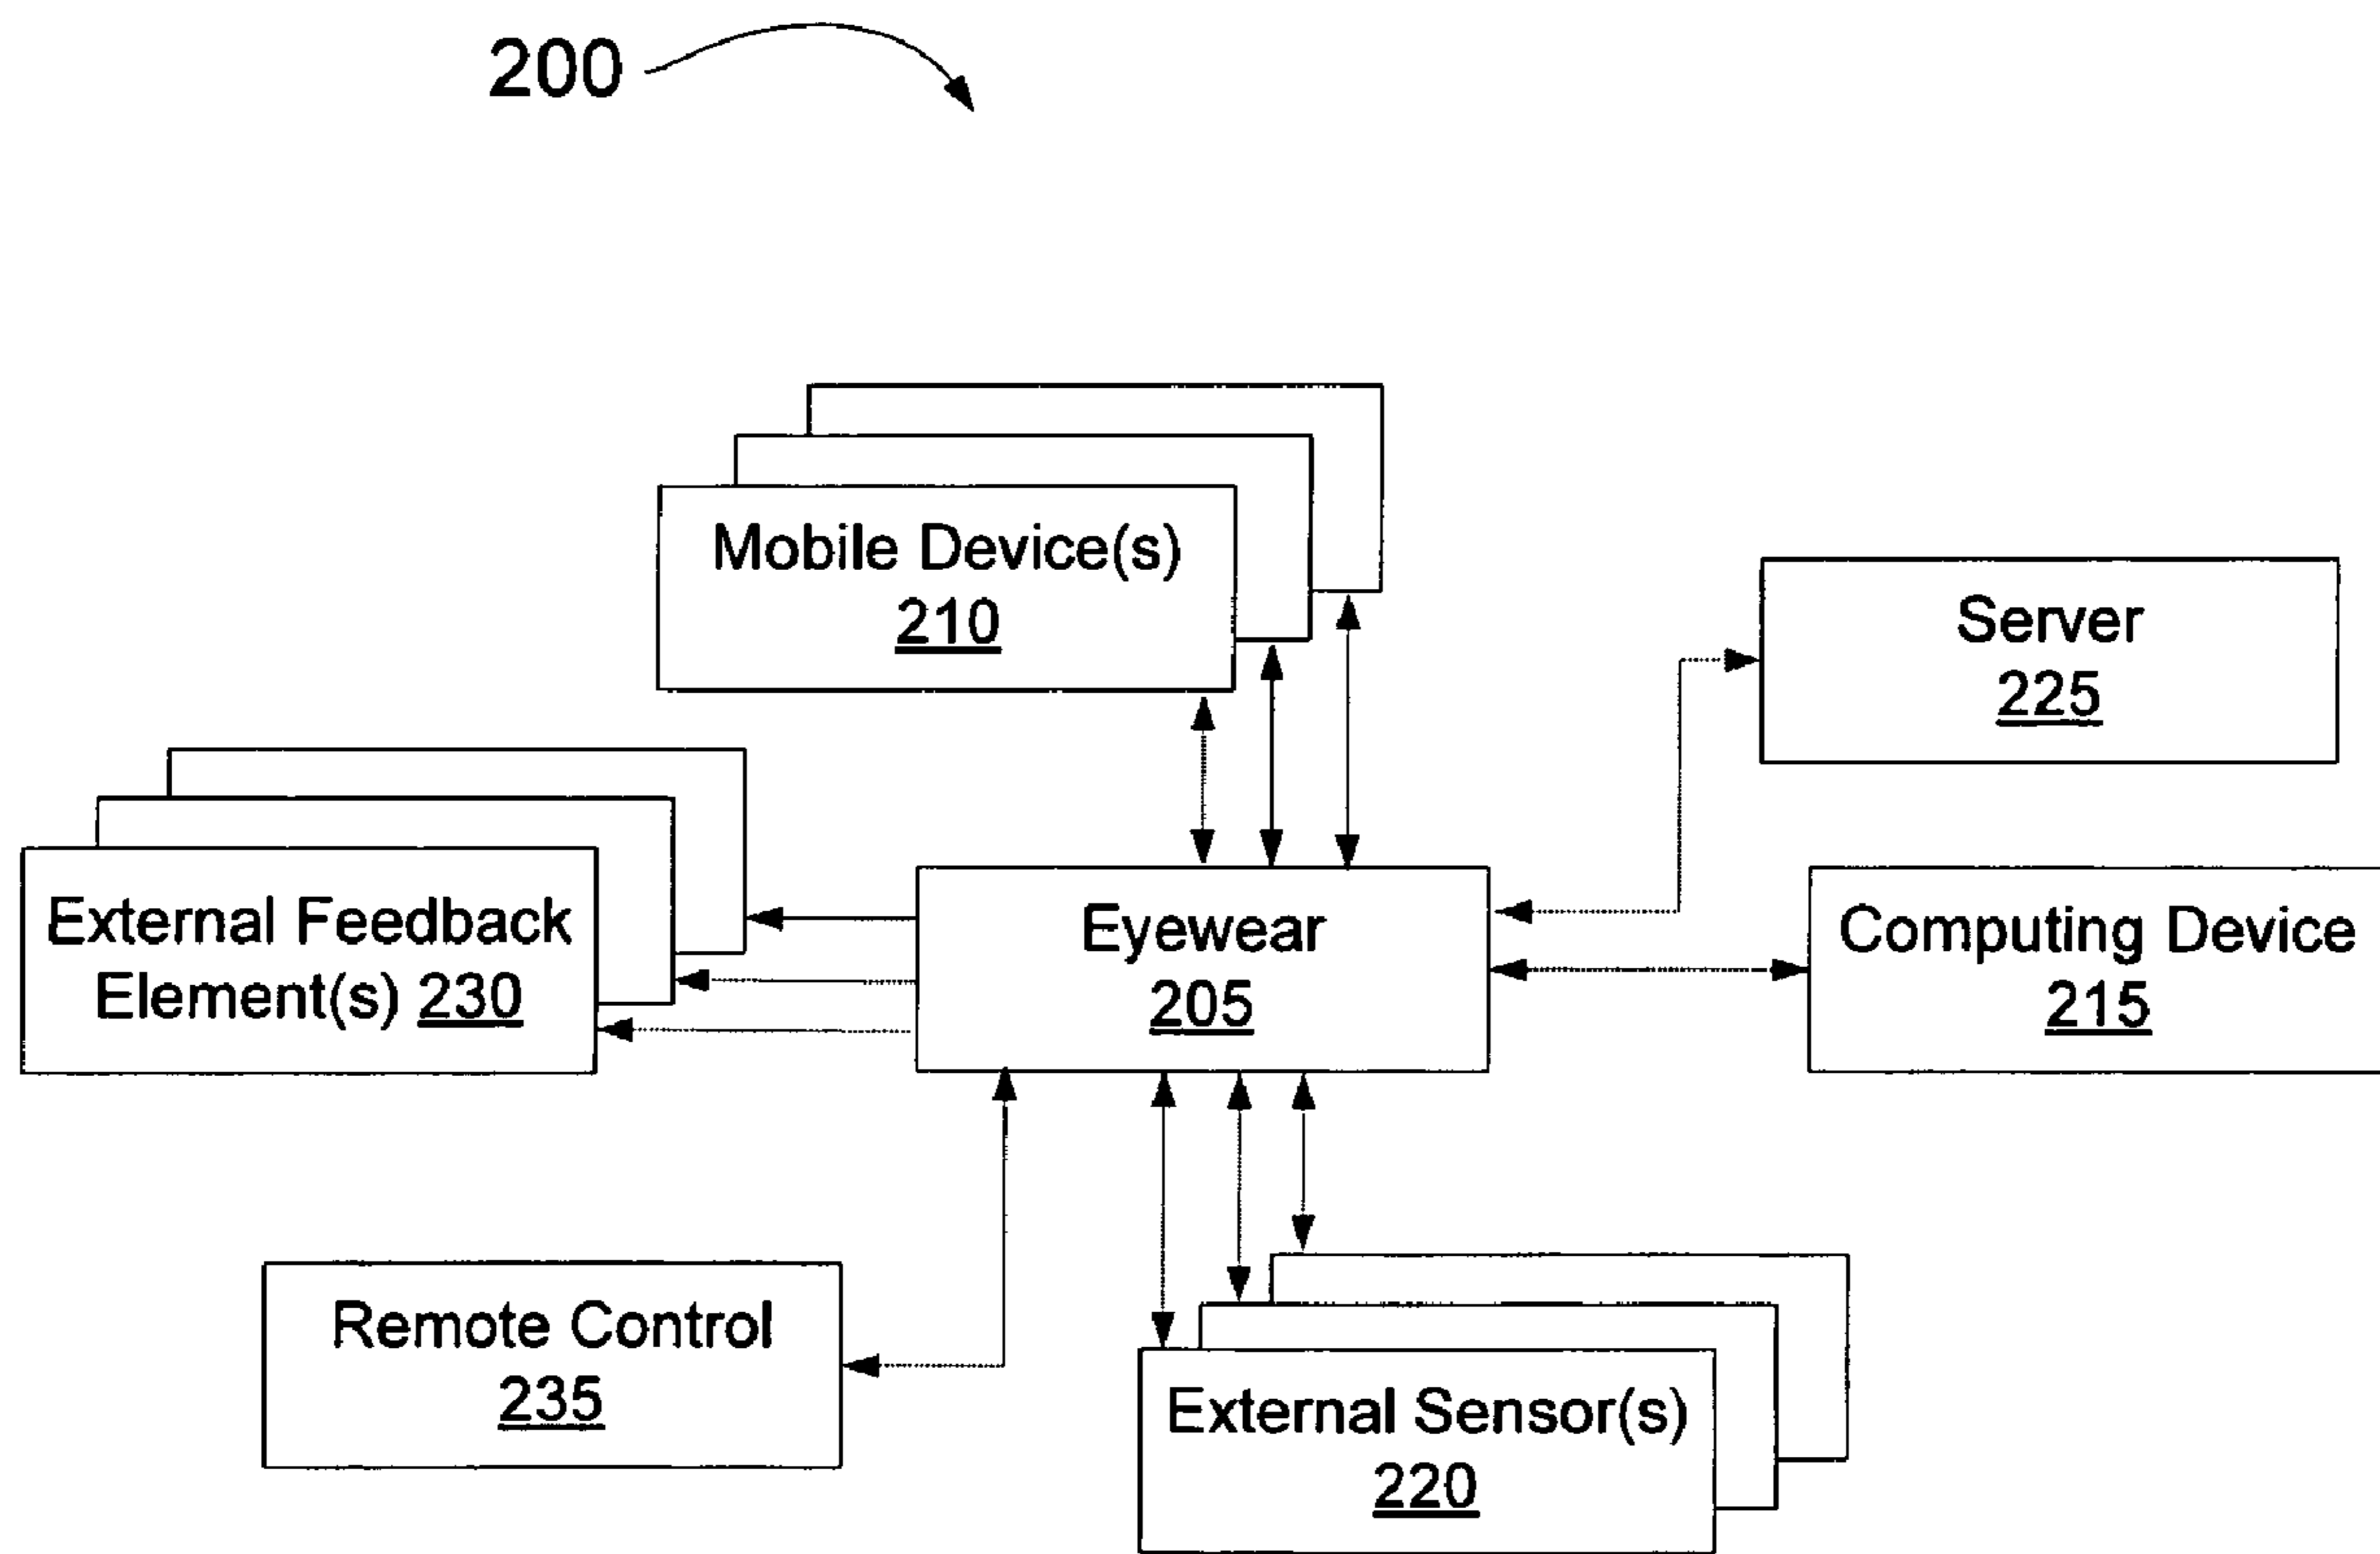 200
Mobile Device(s)
210
Server
225
External Feedback
Element(s) 230
Eyewear
205
Computing Device
215
Remote Control
235
External Sensor(s)
220